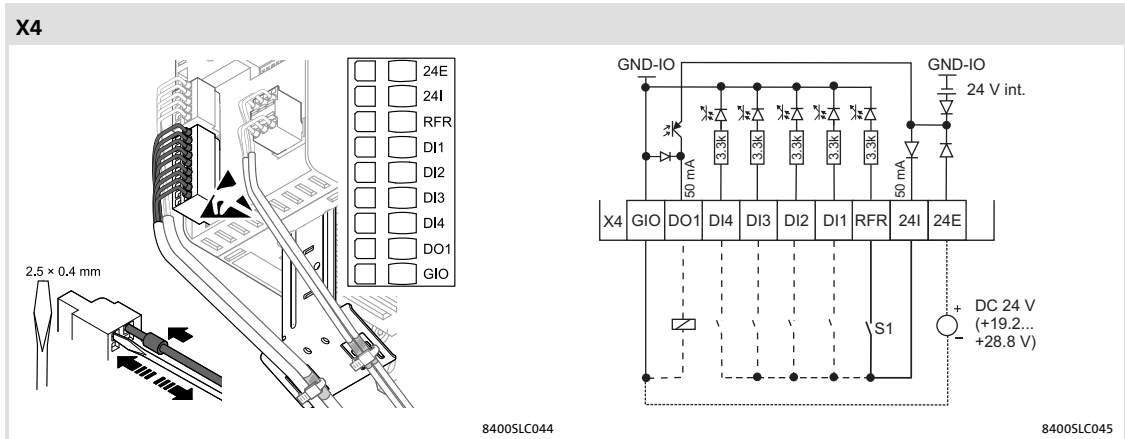 X4
24E
24I
RFR
DI1
DI2
DI3
DI4
DO1
GIO
2.5 × 0.4 mm
8400SLC044
GND-IO
GND-IO
24 V int.
3.3k
3.3k
3.3k
3.3k
3.3k
50 mA
50 mA
X4 GIO DO1 DI4 DI3 DI2 DI1 RFR 24I 24E
S1
+
DC 24 V
(+19.2...
–
+28.8 V)
8400SLC045